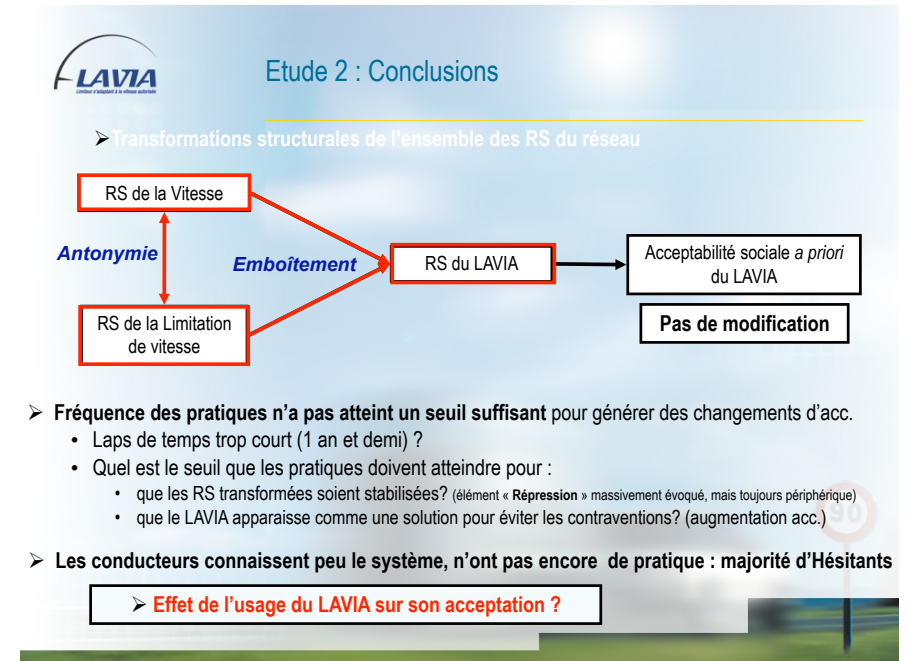 LAVIA
Limiteur s'adaptant à la vitesse autorisée
Etude 2 : Conclusions
➢Transformations structurales de l'ensemble des RS du réseau
RS de la Vitesse
Antonymie
Emboîtement
RS du LAVIA
Acceptabilité sociale a priori
du LAVIA
RS de la Limitation
de vitesse
Pas de modification
➢ Fréquence des pratiques n'a pas atteint un seuil suffisant pour générer des changements d'acc.
• Laps de temps trop court (1 an et demi) ?
• Quel est le seuil que les pratiques doivent atteindre pour :
• que les RS transformées soient stabilisées? (élément « Répression » massivement évoqué, mais toujours périphérique)
• que le LAVIA apparaisse comme une solution pour éviter les contraventions? (augmentation acc.)
90
➢ Les conducteurs connaissent peu le système, n'ont pas encore de pratique : majorité d'Hésitants
➢ Effet de l'usage du LAVIA sur son acceptation ?